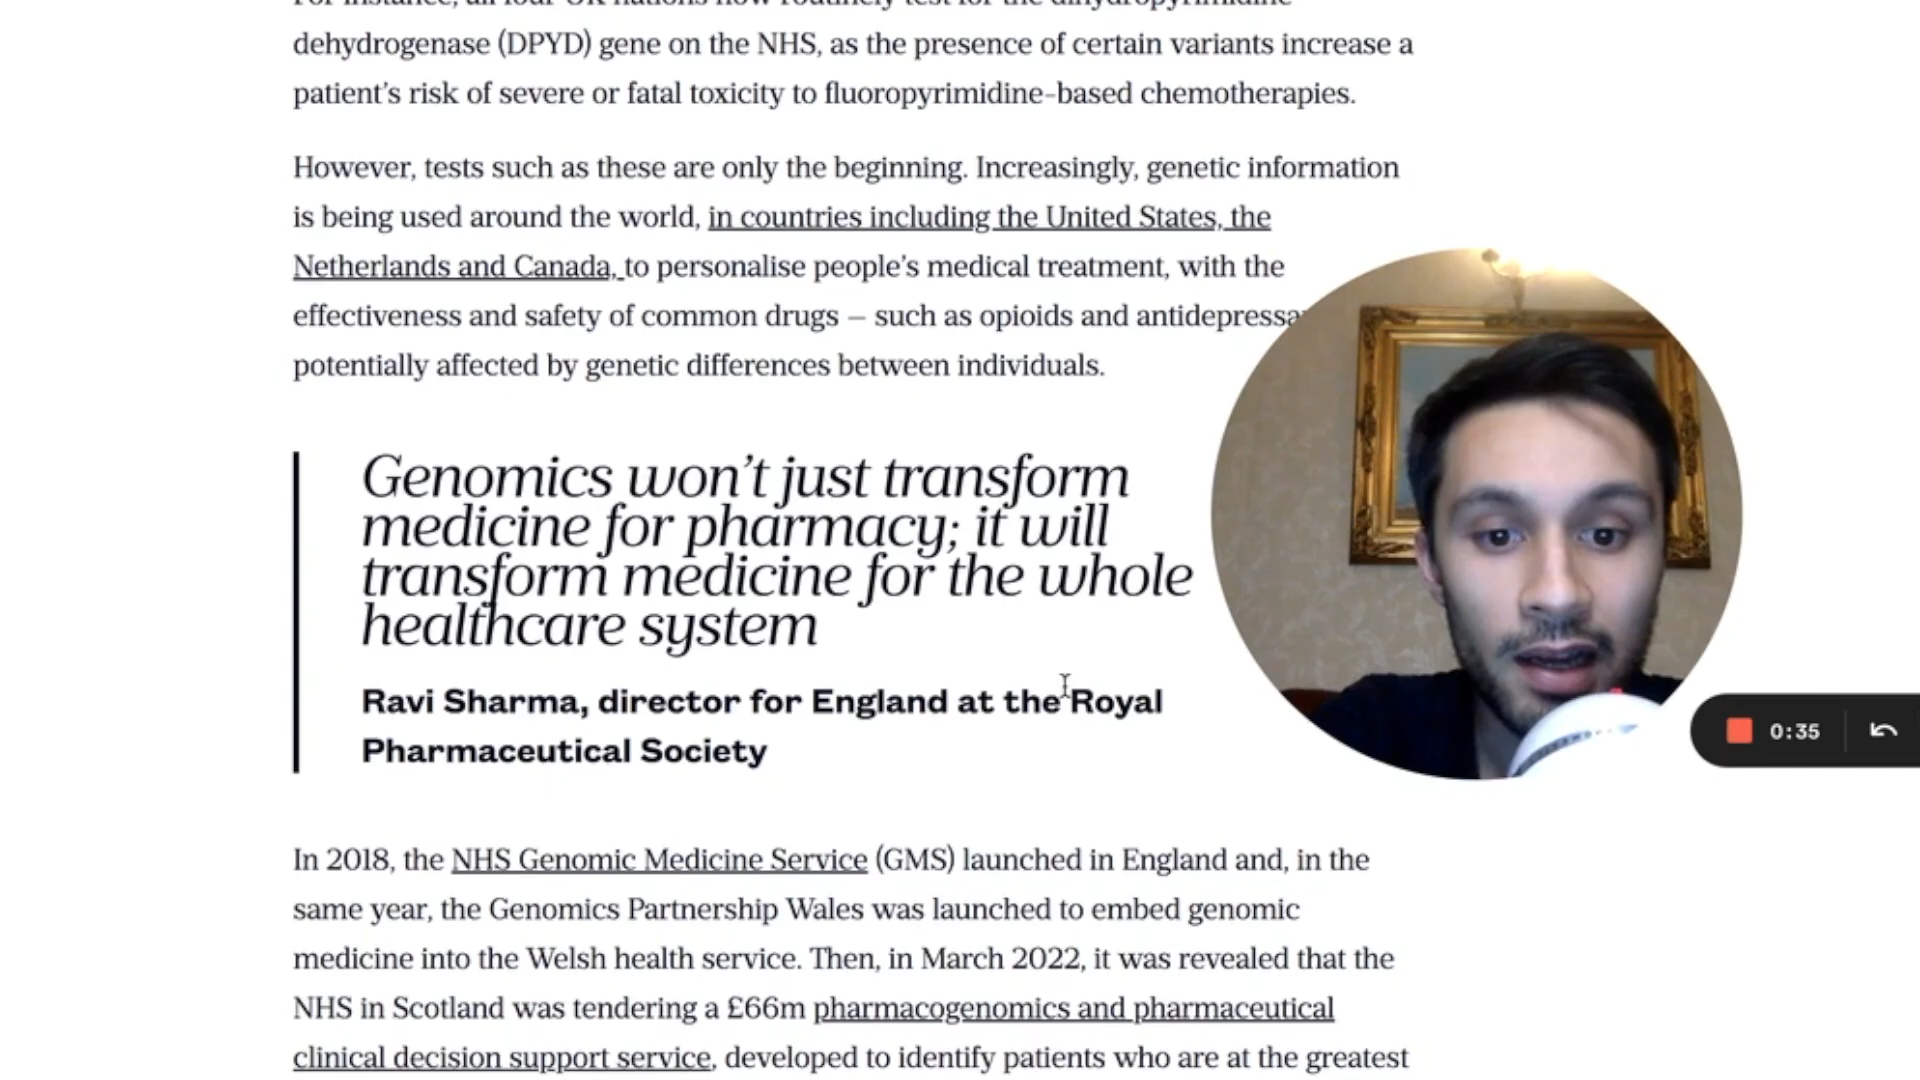 dehydrogenase (DPYD) gene on the NHS, as the presence of certain variants increase a
patient’s risk of severe or fatal toxicity to fluoropyrimidine-based chemotherapies.
However, tests such as these are only the beginning. Increasingly, genetic information
is being used around the world, in countries including the United States, the
Netherlands and Canada, to personalise people’s medical treatment, with the
effectiveness and safety of common drugs – such as opioids and
potentially affected by genetic differences between individuals.
Genomics won’t just transform
medicine for pharmacy; it will
transform medicine for the whole
healthcare system
Ravi Sharma, director for England at the Royal
Pharmaceutical Society
0:35
In 2018, the NHS Genomic Medicine Service (GMS) launched in England and, in the
same year, the Genomics Partnership Wales was launched to embed genomic
medicine into the Welsh health service. Then, in March 2022, it was revealed that the
NHS in Scotland was tendering a £66m pharmacogenomics and pharmaceutical
clinical decision support service, developed to identify patients who are at the greatest